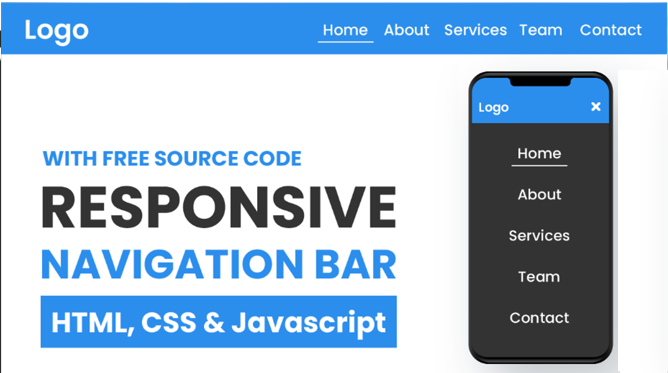 Logo
Home About Services Team Contact
WITH FREE SOURCE CODE
RESPONSIVE
NAVIGATION BAR
HTML, CSS & Javascript
Logo ×
Home
About
Services
Team
Contact